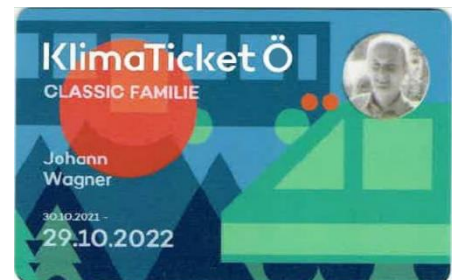 KlimaTicket Ö
CLASSIC FAMILIE
Johann
Wagner
30.10.2021 -
29.10.2022